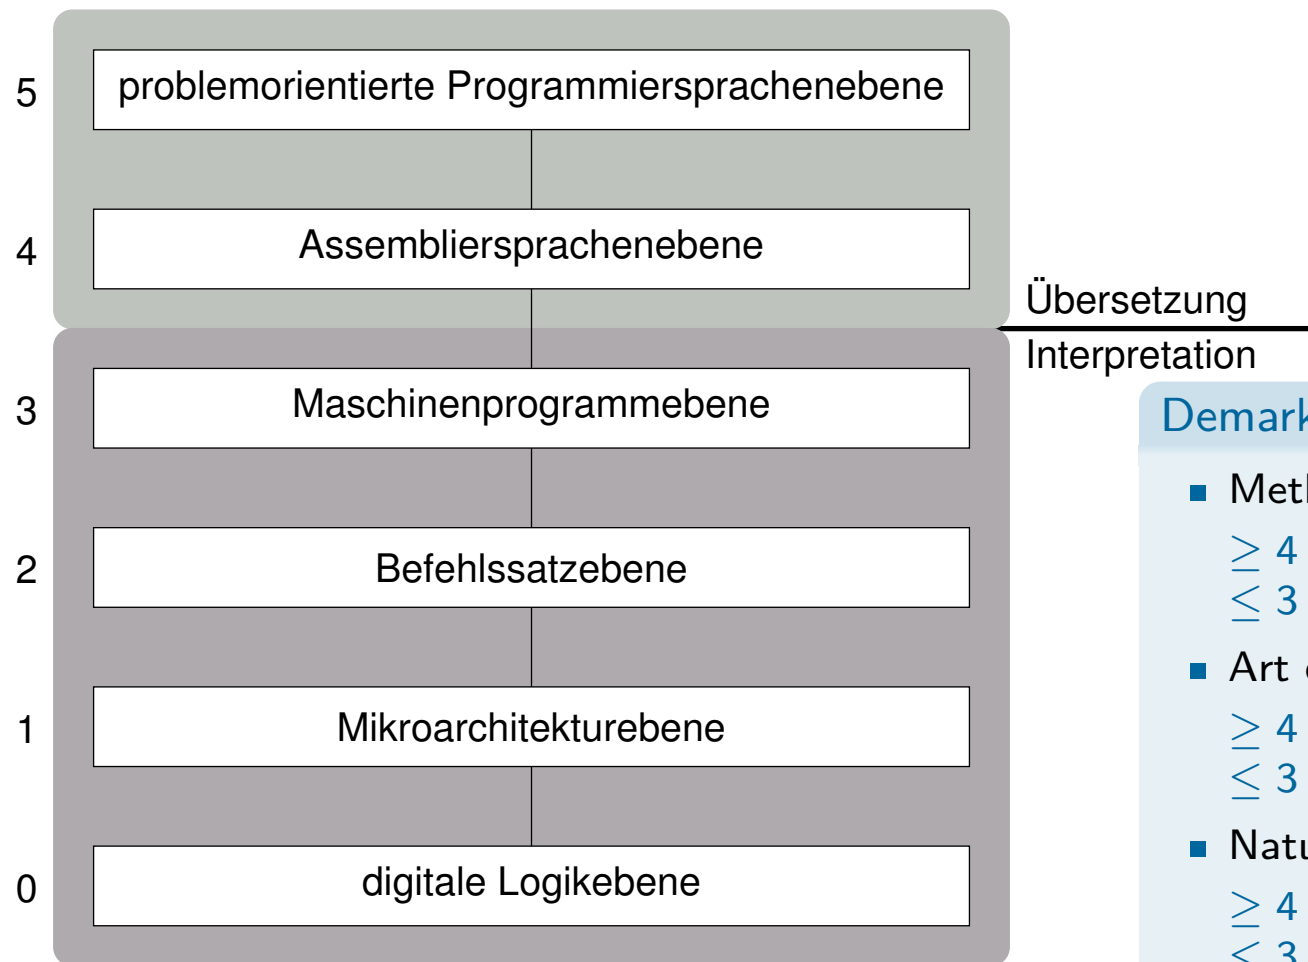 5 problemorientierte Programmiersprachenebene
4 Assembliersprachenebene
Übersetzung
Interpretation
3 Maschinenprogrammebene
2 Befehlssatzebene
1 Mikroarchitekturebene
0 digitale Logikebene
■ 
≥ 4
≤ 3
■ Art
≥ 4
≤ 3
■ 
≥ 4
≤ 3